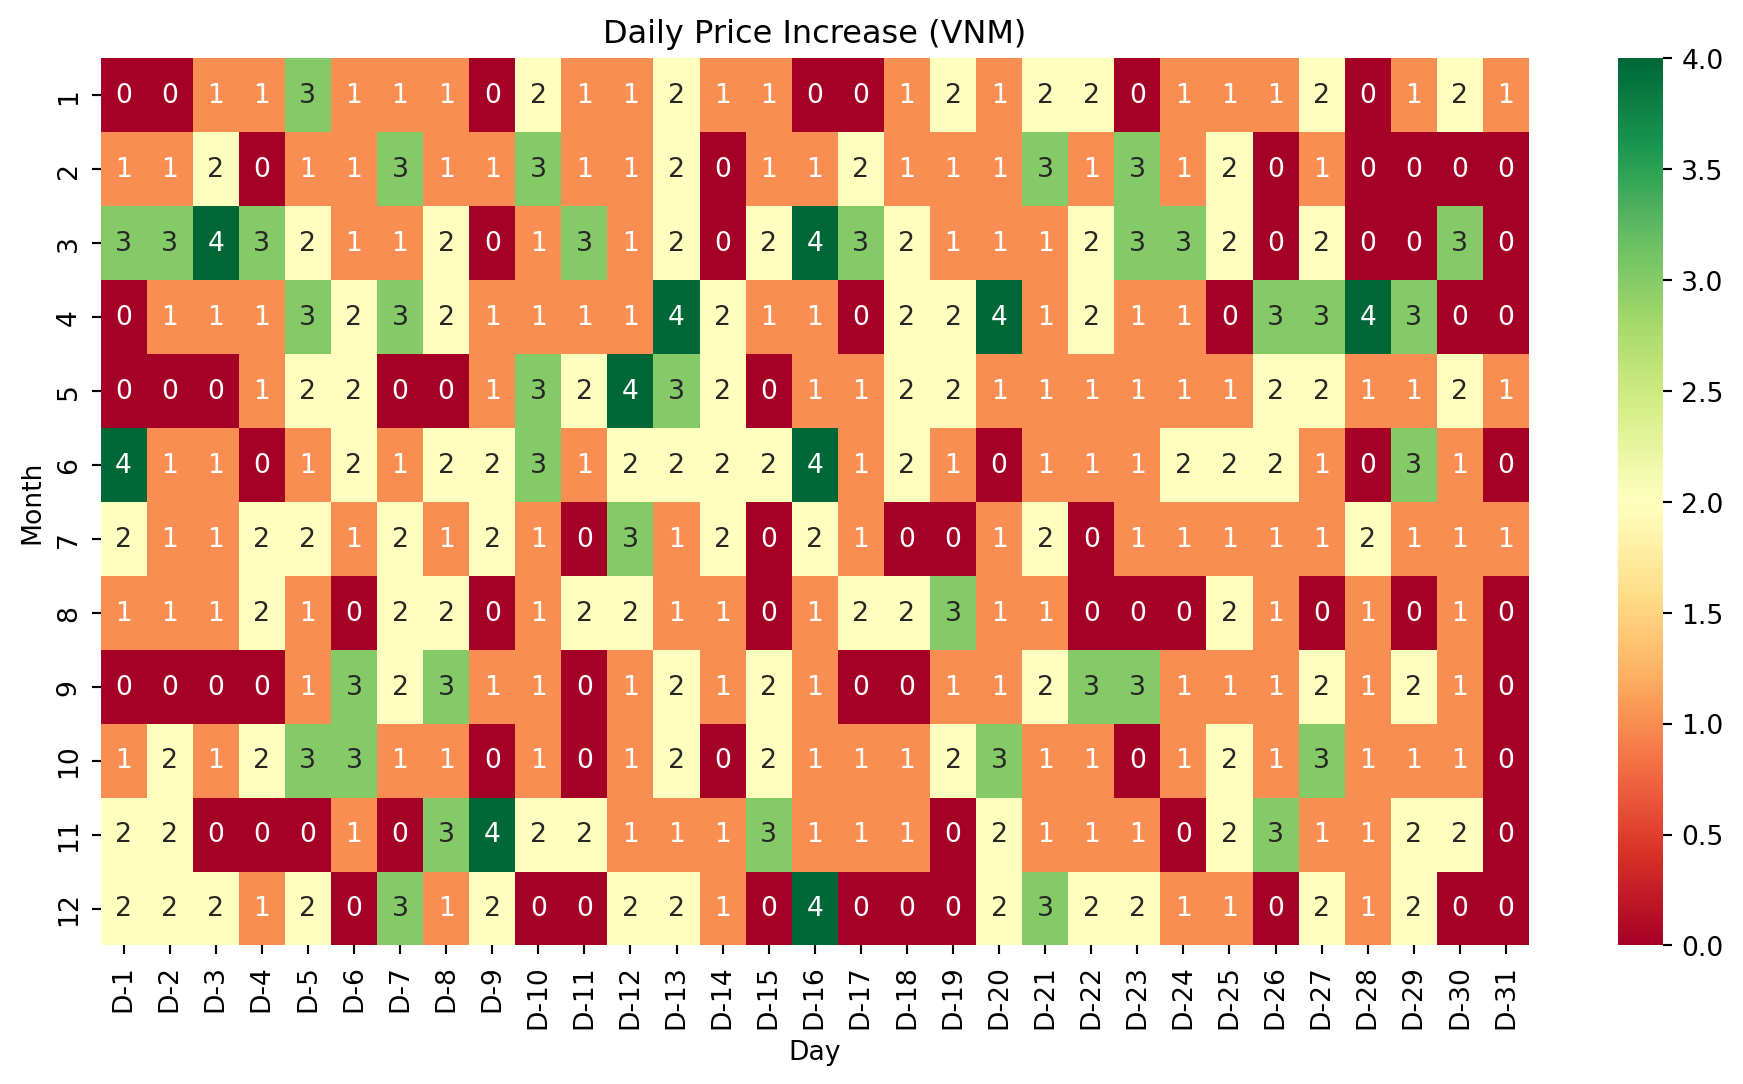 Daily Price Increase (VNM)
1 0 0 1 1 3 1 1 1 0 2 1 1 2 1 1 0 0 1 2 1 2 2 0 1 1 1 2 0 1 2 1
2 1 1 2 0 1 1 3 1 1 3 1 1 2 0 1 1 2 1 1 1 3 1 3 1 2 0 1 0 0 0 0
3 3 3 4 3 2 1 1 2 0 1 3 1 2 0 2 4 3 2 1 1 1 2 3 3 2 0 2 0 0 3 0
4 0 1 1 1 3 2 3 2 1 1 1 1 4 2 1 1 0 2 2 4 1 2 1 1 0 3 3 4 3 0 0
5 0 0 0 1 2 2 0 0 1 3 2 4 3 2 0 1 1 2 2 1 1 1 1 1 1 2 2 1 1 2 1
6 4 1 1 0 1 2 1 2 2 3 1 2 2 2 2 4 1 2 1 0 1 1 1 2 2 2 1 0 3 1 0
7 2 1 1 2 2 1 2 1 2 1 0 3 1 2 0 2 1 0 0 1 2 0 1 1 1 1 1 2 1 1 1
8 1 1 1 2 1 0 2 2 0 1 2 2 1 1 0 1 2 2 3 1 1 0 0 0 2 1 0 1 0 1 0
9 0 0 0 0 1 3 2 3 1 1 0 1 2 1 2 1 0 0 1 1 2 3 3 1 1 1 2 1 2 1 0
10 1 2 1 2 3 3 1 1 0 1 0 1 2 0 2 1 1 1 2 3 1 1 0 1 2 1 3 1 1 1 0
11 2 2 0 0 0 1 0 3 4 2 2 1 1 1 3 1 1 1 0 2 1 1 1 0 2 3 1 1 2 2 0
12 2 2 2 1 2 0 3 1 2 0 0 2 2 1 0 4 0 0 0 2 3 2 2 1 1 0 2 1 2 0 0
Month
D-1 D-2 D-3 D-4 D-5 D-6 D-7 D-8 D-9 D-10 D-11 D-12 D-13 D-14 D-15 D-16 D-17 D-18 D-19 D-20 D-21 D-22 D-23 D-24 D-25 D-26 D-27 D-28 D-29 D-30 D-31
Day
4.0
3.5
3.0
2.5
2.0
1.5
1.0
0.5
0.0